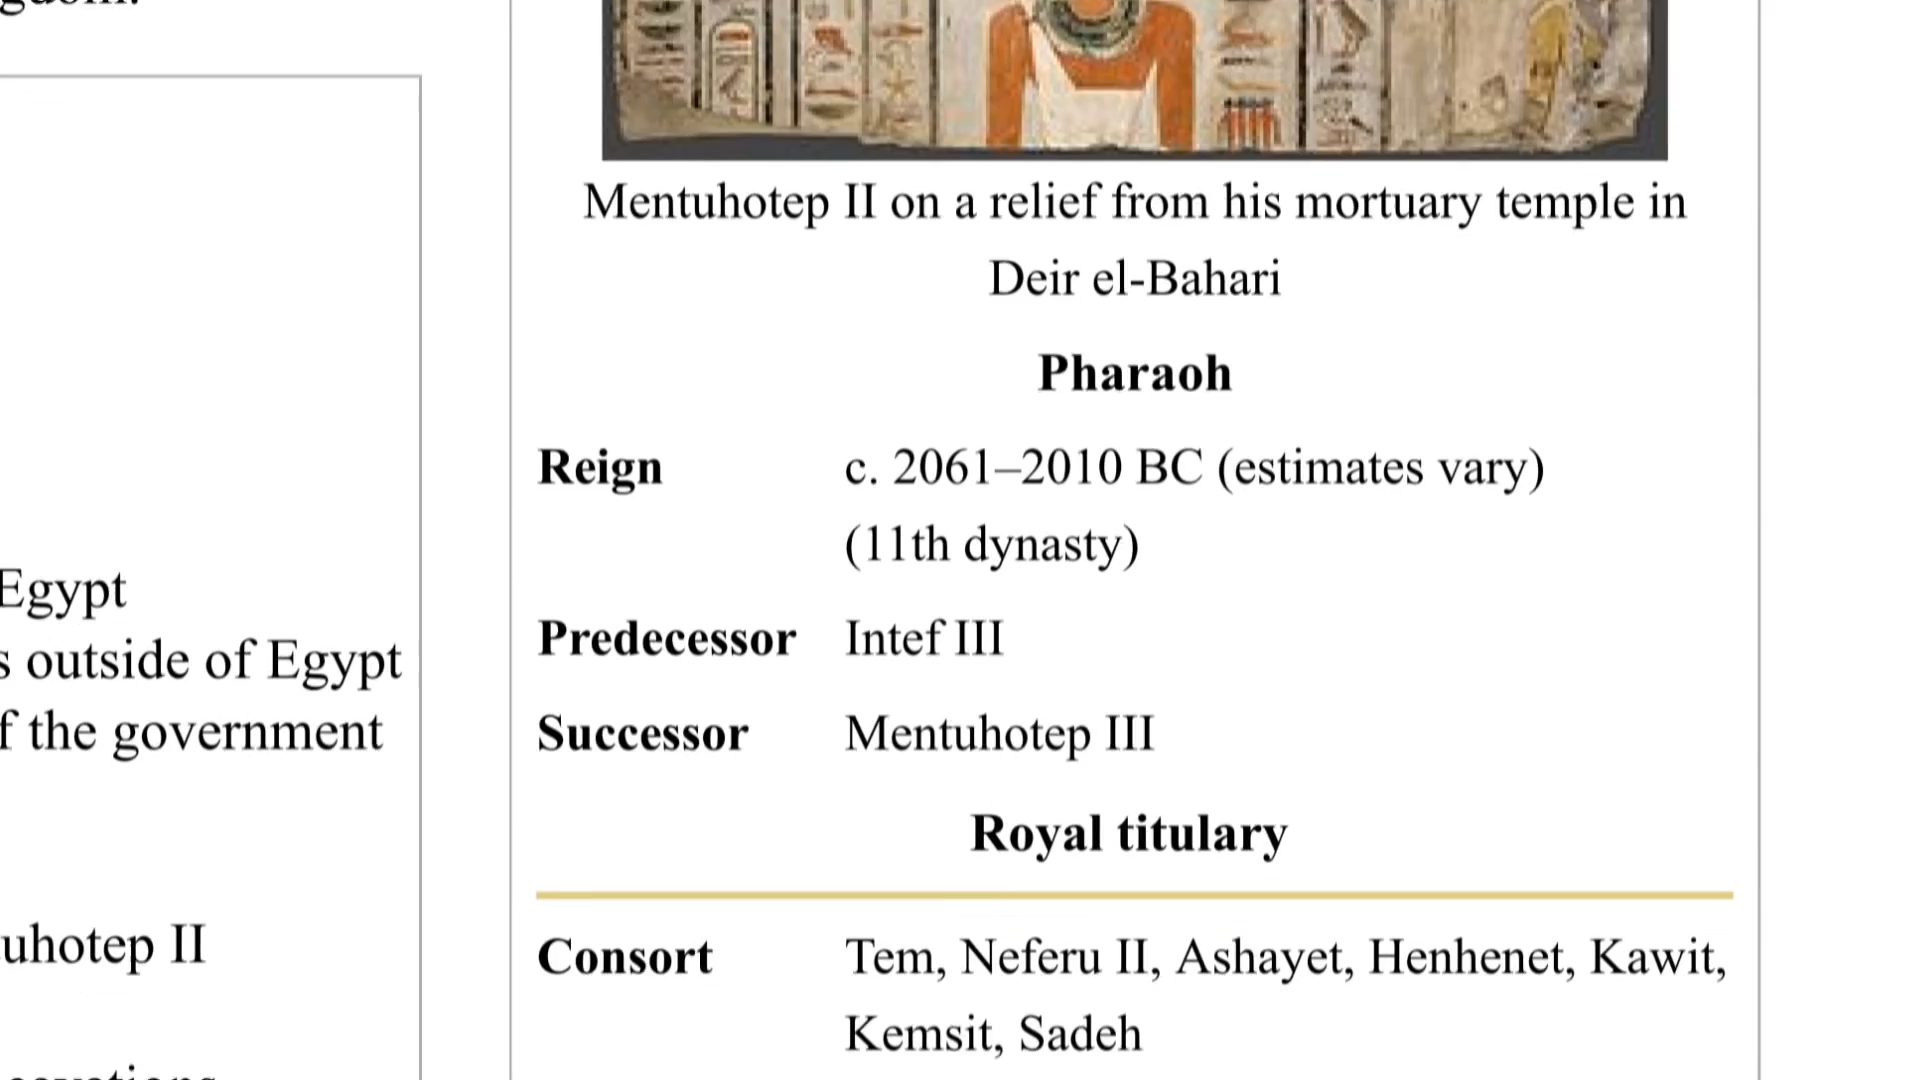 Egypt
outside of Egypt
the government
II
Mentuhotep II on a relief from his mortuary temple in
Deir el-Bahari
Pharaoh
Reign c. 2061–2010 BC (estimates vary)
(11th dynasty)
Predecessor Intef III
Successor Mentuhotep III
Royal titulary
Consort Tem, Neferu II, Ashayet, Henhenet, Kawit,
Kemsit, Sadeh